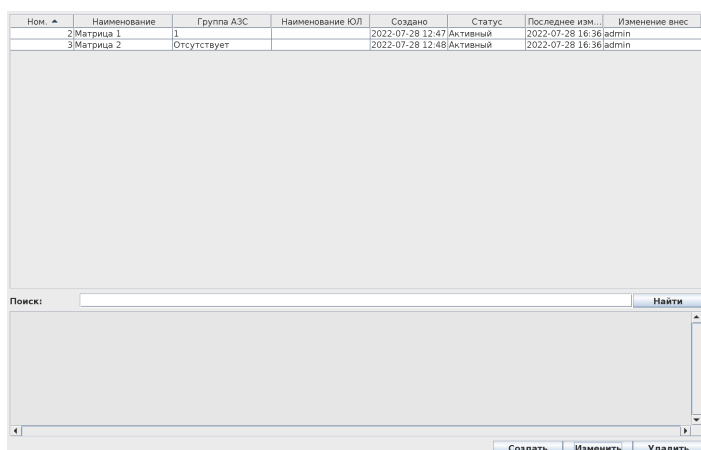 Ном. Наименование Группа АЗС Наименование ЮЛ Создано Статус Последнее изм... Изменение внес
2 Матрица 1 1 2022-07-28 12:47 Активный 2022-07-28 16:36 admin
3 Матрица 2 Отсутствует 2022-07-28 12:48 Активный 2022-07-28 16:36 admin
Поиск: Найти
Создать Изменить Удалить